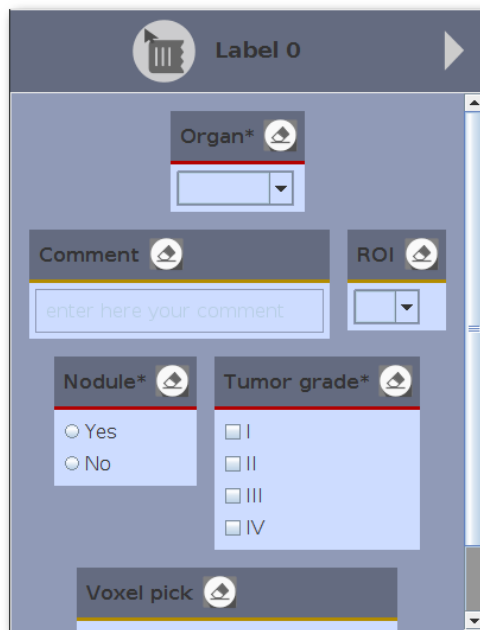 Label 0
Organ*
Comment
ROI
enter here your comment
Nodule*
Tumor grade*
Yes
No
I
II
III
IV
Voxel pick